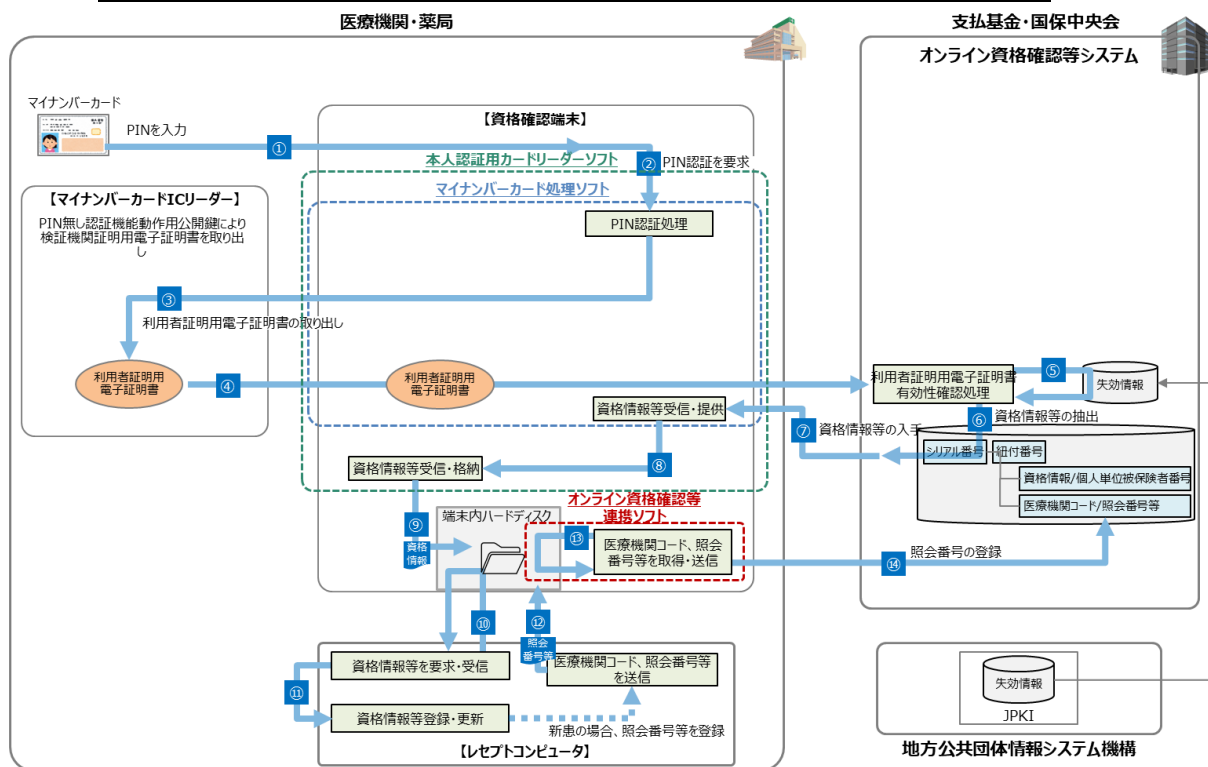 医療機関・薬局
支払基金・国保中央会
オンライン資格確認等システム
マイナンバーカード
PINを入力
①
【資格確認端末】
本人認証用カードリーダーソフト
②
PIN認証を要求
マイナンバーカード処理ソフト
【マイナンバーカードICリーダー】
PIN無し認証機能動作用公開鍵により
検証機関証明用電子証明書を取り出
し
PIN認証処理
③
利用者証明用電子証明書の取り出し
利用者証明用
電子証明書
④
利用者証明用
電子証明書
利用者証明用電子証明書
有効性確認処理
⑤
失効情報
資格情報等受信・提供
⑦
資格情報等の入手
⑥
資格情報等の抽出
シリアル番号
紐付番号
資格情報/個人単位被保険者番号
医療機関コード/照会番号等
⑧
資格情報等受信・格納
⑨
資格
情報
端末内ハードディスク
オンライン資格確認等
連携ソフト
⑬
医療機関コード、照会
番号等を取得・送信
⑭
照会番号の登録
⑩
⑫
照会
番号等
資格情報等を要求・受信
医療機関コード、照会番号等
を送信
⑪
資格情報等登録・更新
新患の場合、照会番号等を登録
【レセプトコンピュータ】
失効情報
JPKI
地方公共団体情報システム機構